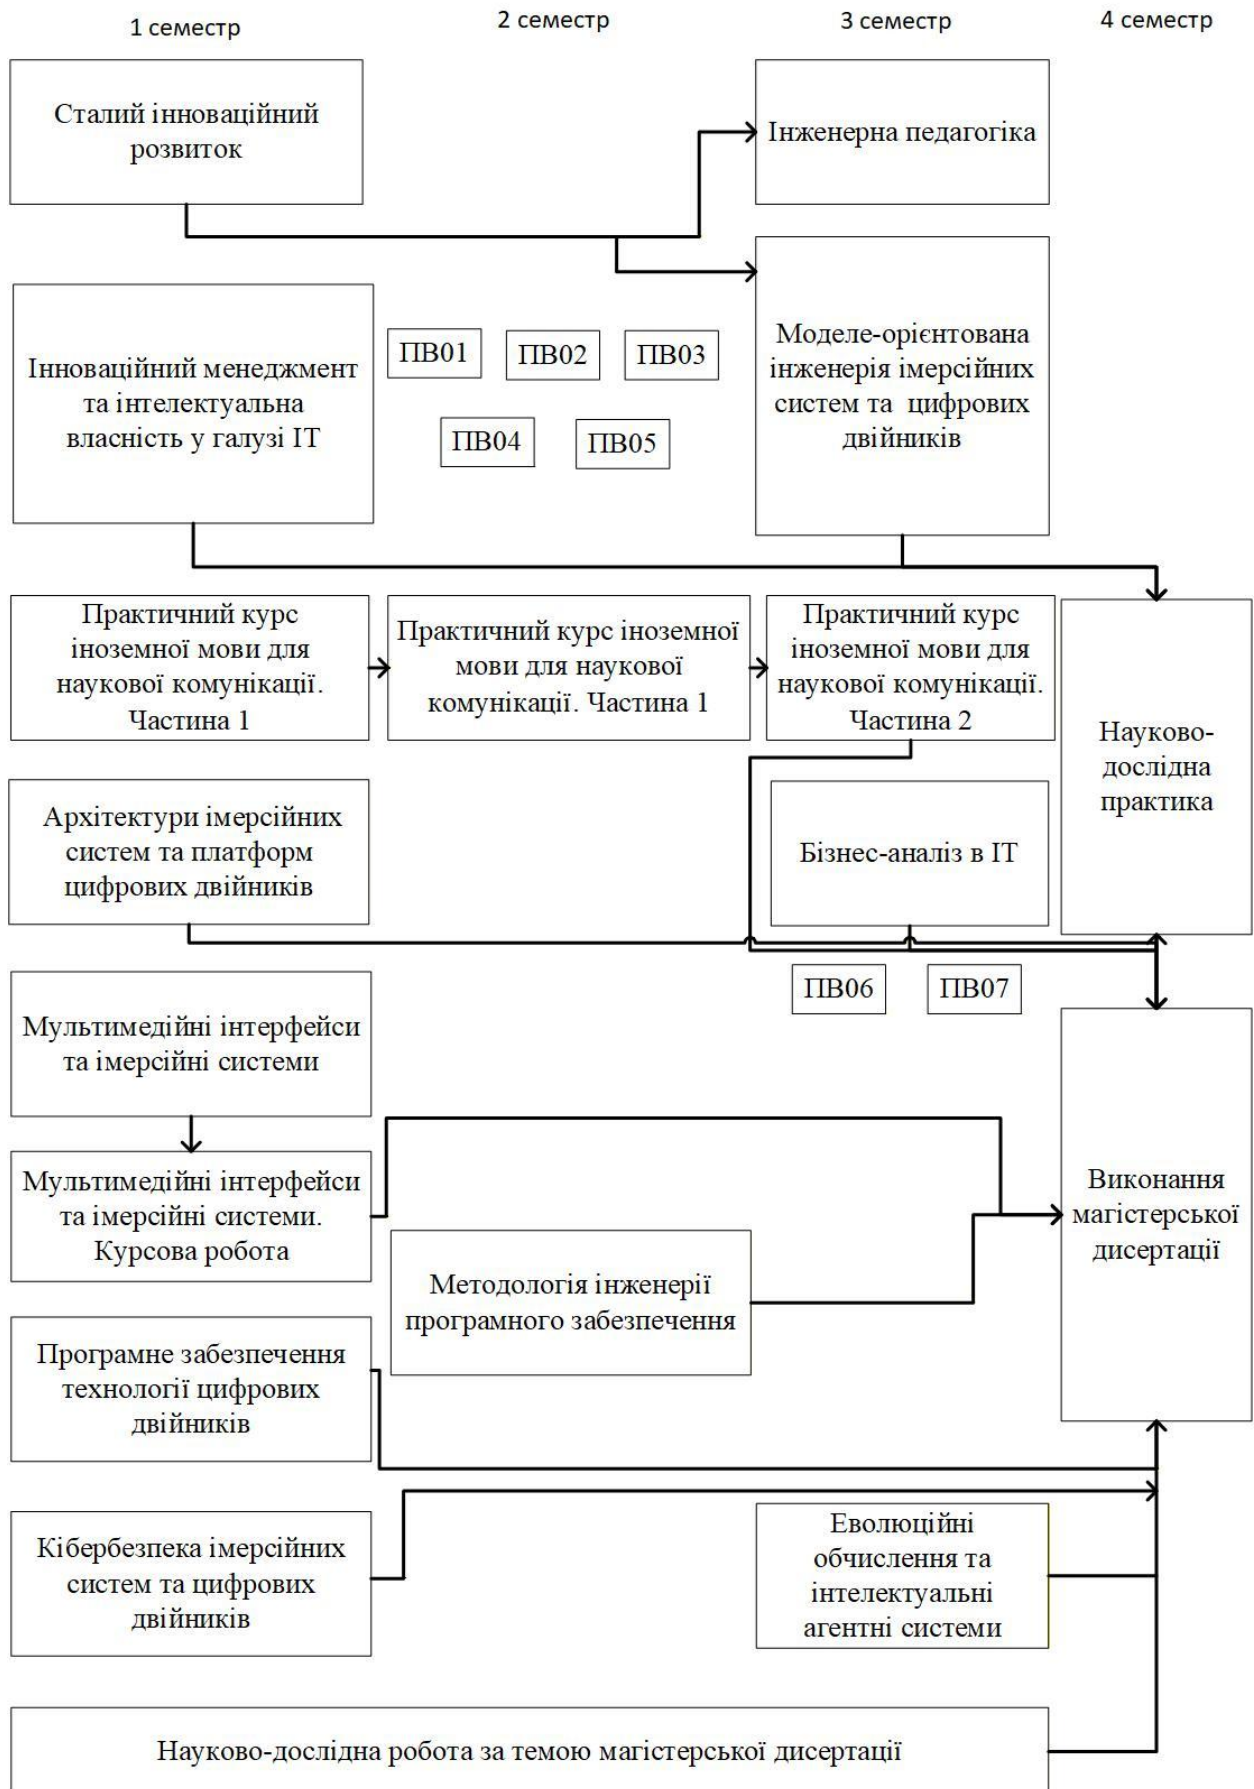 1 семестр
2 семестр
3 семестр
4 семестр
Сталий інноваційний
розвиток
Інженерна педагогіка
Інноваційний менеджмент
та інтелектуальна
власність у галузі ІТ
ПВ01
ПВ02
ПВ03
ПВ04
ПВ05
Моделе-орієнтована
інженерія імерсійних
систем та цифрових
двійників
Практичний курс
іноземної мови для
наукової комунікації.
Частина 1
Практичний курс іноземної
мови для наукової
комунікації. Частина 1
Практичний курс
іноземної мови для
наукової комунікації.
Частина 2
Науково-
дослідна
практика
Архітектури імерсійних
систем та платформ
цифрових двійників
Бізнес-аналіз в ІТ
ПВ06
ПВ07
Мультимедійні інтерфейси
та імерсійні системи
Мультимедійні інтерфейси
та імерсійні системи.
Курсова робота
Виконання
магістерської
дисертації
Методологія інженерії
програмного забезпечення
Програмне забезпечення
технології цифрових
двійників
Кібербезпека імерсійних
систем та цифрових
двійників
Еволюційні
обчислення та
інтелектуальні
агентні системи
Науково-дослідна робота за темою магістерської дисертації